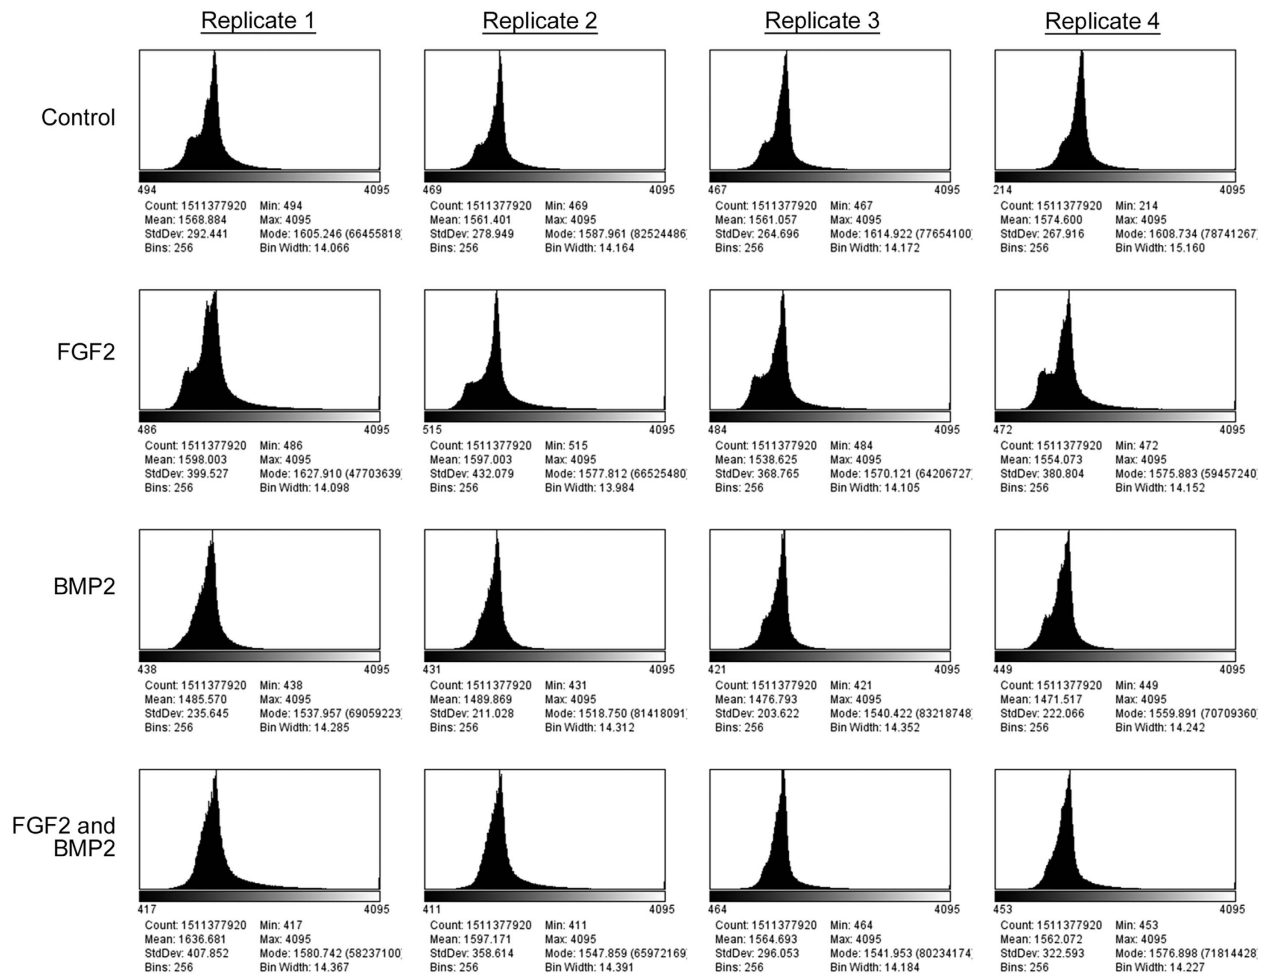 Replicate 1 Replicate 2 Replicate 3 Replicate 4
Control
494 4095 469 4095 467 4095 214 4095
Count: 1511377920 Min: 494 Count: 1511377920 Min: 469 Count: 1511377920 Min: 467 Count: 1511377920 Min: 214
Mean: 1568.884 Max: 4095 Mean: 1561.401 Max: 4095 Mean: 1561.057 Max: 4095 Mean: 1574.600 Max: 4095
StdDev: 292.441 Mode: 1605.246 (66455818) StdDev: 278.949 Mode: 1587.961 (82524486) StdDev: 264.696 Mode: 1614.922 (77654100) StdDev: 267.916 Mode: 1608.734 (78741267)
Bins: 256 Bin Width: 14.066 Bins: 256 Bin Width: 14.164 Bins: 256 Bin Width: 14.172 Bins: 256 Bin Width: 15.160
FGF2
486 4095 515 4095 484 4095 472 4095
Count: 1511377920 Min: 486 Count: 1511377920 Min: 515 Count: 1511377920 Min: 484 Count: 1511377920 Min: 472
Mean: 1598.003 Max: 4095 Mean: 1597.003 Max: 4095 Mean: 1538.625 Max: 4095 Mean: 1554.073 Max: 4095
StdDev: 399.527 Mode: 1627.910 (47703639) StdDev: 432.079 Mode: 1577.812 (66525480) StdDev: 368.765 Mode: 1570.121 (64206727) StdDev: 380.804 Mode: 1575.883 (59457240)
Bins: 256 Bin Width: 14.098 Bins: 256 Bin Width: 13.984 Bins: 256 Bin Width: 14.105 Bins: 256 Bin Width: 14.152
BMP2
438 4095 431 4095 421 4095 449 4095
Count: 1511377920 Min: 438 Count: 1511377920 Min: 431 Count: 1511377920 Min: 421 Count: 1511377920 Min: 449
Mean: 1485.570 Max: 4095 Mean: 1489.869 Max: 4095 Mean: 1476.793 Max: 4095 Mean: 1471.517 Max: 4095
StdDev: 235.645 Mode: 1537.957 (69059223) StdDev: 211.028 Mode: 1518.750 (81418091) StdDev: 203.622 Mode: 1540.422 (83218748) StdDev: 222.066 Mode: 1559.891 (70709360)
Bins: 256 Bin Width: 14.285 Bins: 256 Bin Width: 14.312 Bins: 256 Bin Width: 14.352 Bins: 256 Bin Width: 14.242
FGF2 and
BMP2
417 4095 411 4095 464 4095 453 4095
Count: 1511377920 Min: 417 Count: 1511377920 Min: 411 Count: 1511377920 Min: 464 Count: 1511377920 Min: 453
Mean: 1636.681 Max: 4095 Mean: 1597.171 Max: 4095 Mean: 1564.693 Max: 4095 Mean: 1562.072 Max: 4095
StdDev: 407.852 Mode: 1580.742 (58237100) StdDev: 358.614 Mode: 1547.859 (65972169) StdDev: 296.053 Mode: 1541.953 (80234174) StdDev: 322.593 Mode: 1576.898 (71814428)
Bins: 256 Bin Width: 14.367 Bins: 256 Bin Width: 14.391 Bins: 256 Bin Width: 14.184 Bins: 256 Bin Width: 14.227